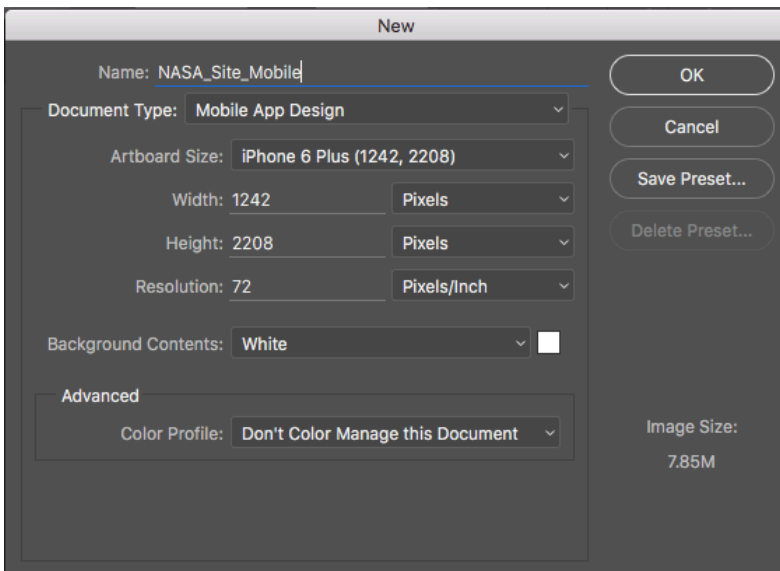 New
Name: NASA_Site_Mobile
OK
Document Type: Mobile App Design
Cancel
Artboard Size: iPhone 6 Plus (1242, 2208)
Save Preset...
Width: 1242 Pixels
Delete Preset...
Height: 2208 Pixels
Resolution: 72 Pixels/Inch
Background Contents: White
Advanced
Color Profile: Don't Color Manage this Document
Image Size:
7.85M